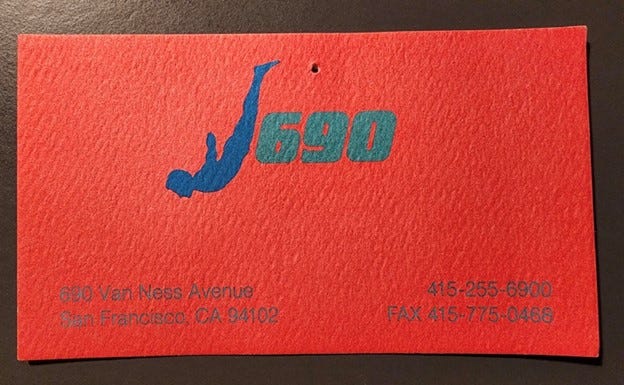 690
690 Van Ness Avenue
San Francisco, CA 94102
415-255-6900
FAX 415-775-0468